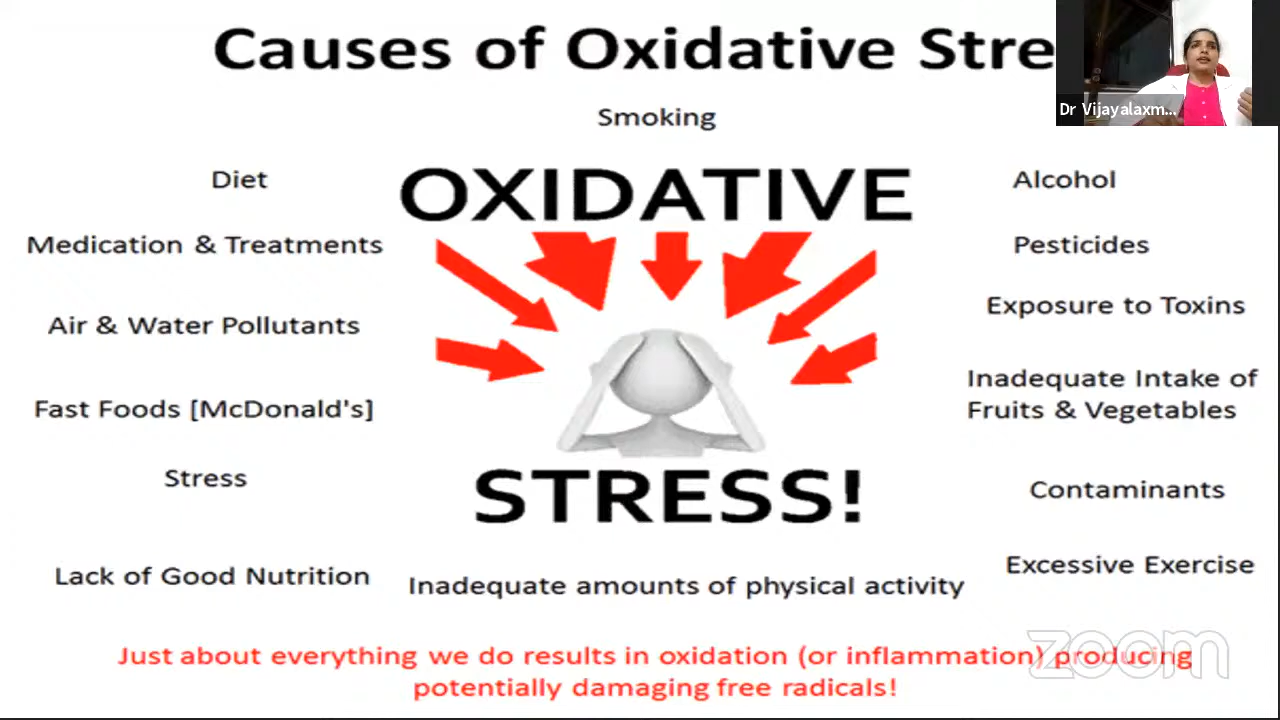 Causes of Oxidative Stre
Dr Vijayalaxm...
Smoking
Diet
OXIDATIVE
Alcohol
Medication & Treatments
Pesticides
Air & Water Pollutants
Exposure to Toxins
Fast Foods [McDonald's]
Inadequate Intake of
Fruits & Vegetables
Stress
STRESS!
Contaminants
Lack of Good Nutrition
Inadequate amounts of physical activity
Excessive Exercise
Just about everything we do results in oxidation (or inflammation) producing
potentially damaging free radicals!
zoom